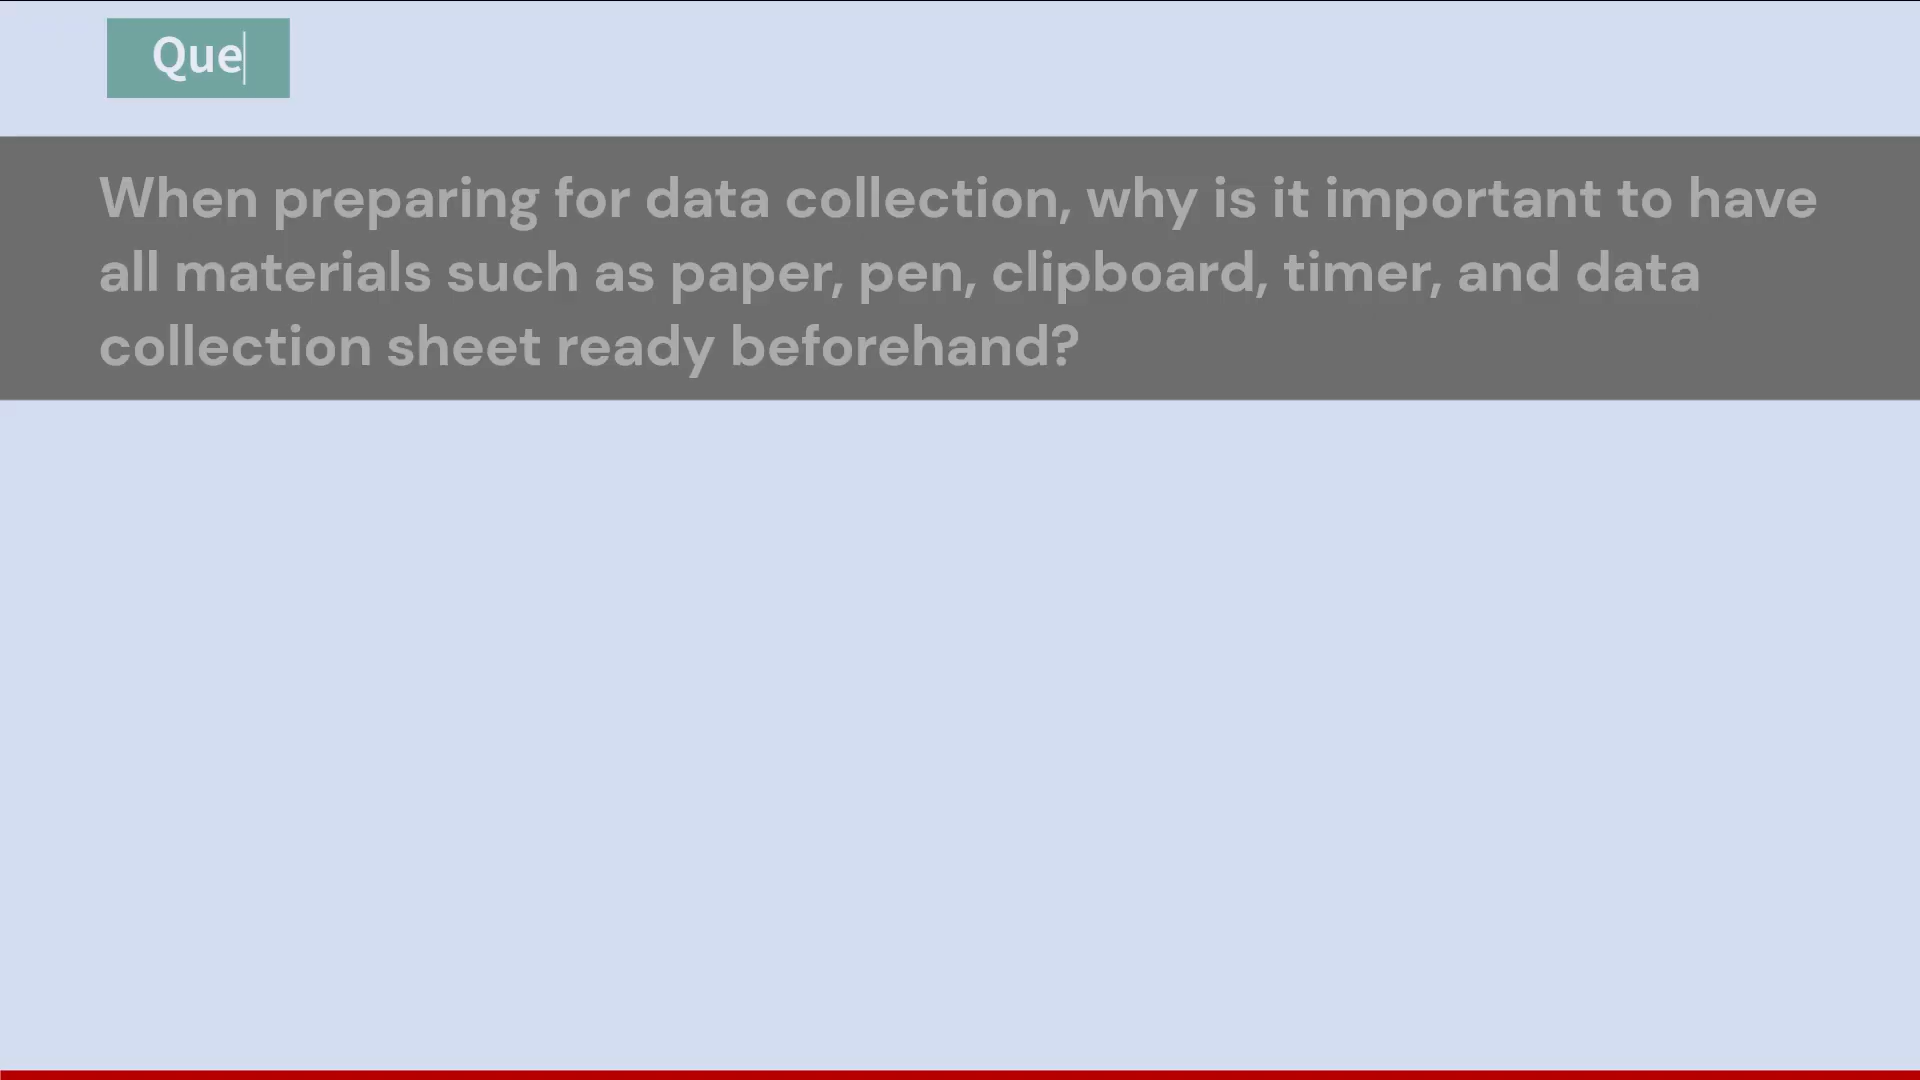 Que
When preparing for data collection, why is it important to have
all materials such as paper, pen, clipboard, timer, and data
collection sheet ready beforehand?